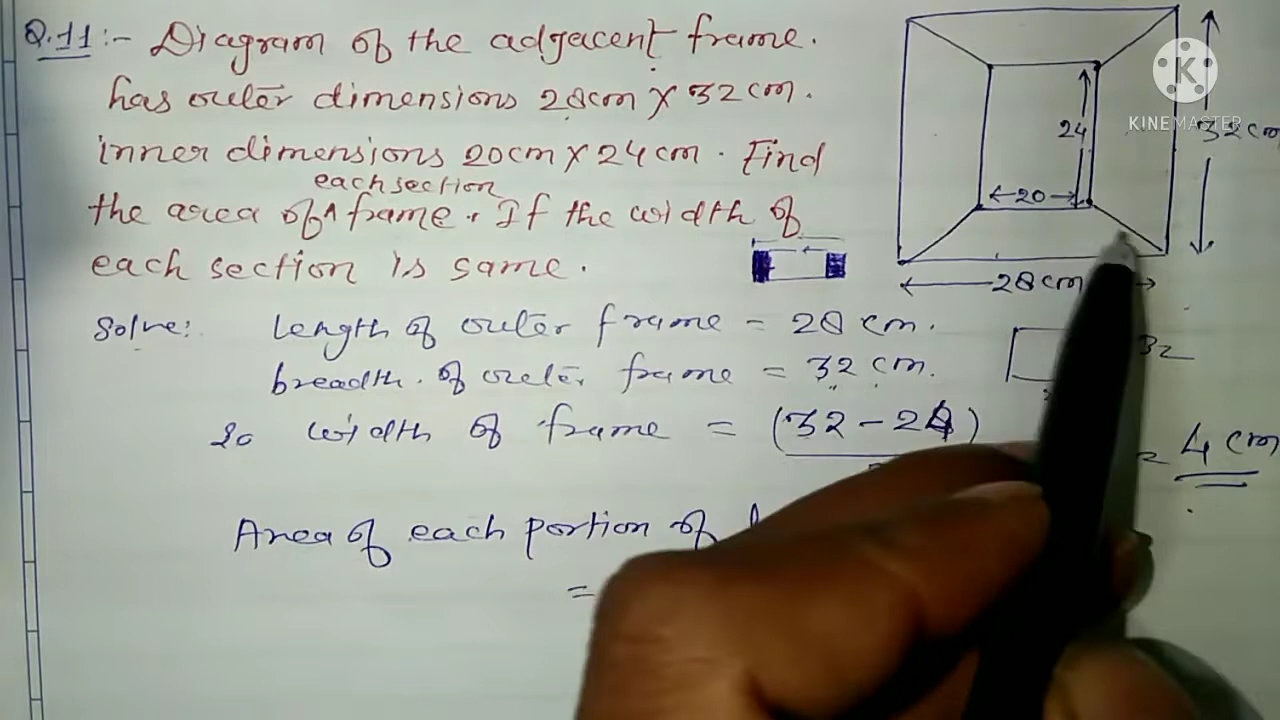 Q.11:- Diagram of the adjacent frame.
has outer dimensions 28cm × 32cm.
inner dimensions 20cm × 24cm. Find
each section
the area of ^ frame. If the width of
each section is same.
Solve: Length of outer frame = 28 cm.
breadth of outer frame = 32 cm.
So width of frame = (32 - 24)
= 4 cm
Area of each portion of
=
24
20
32cm
28cm
32
K
KINEMASTER